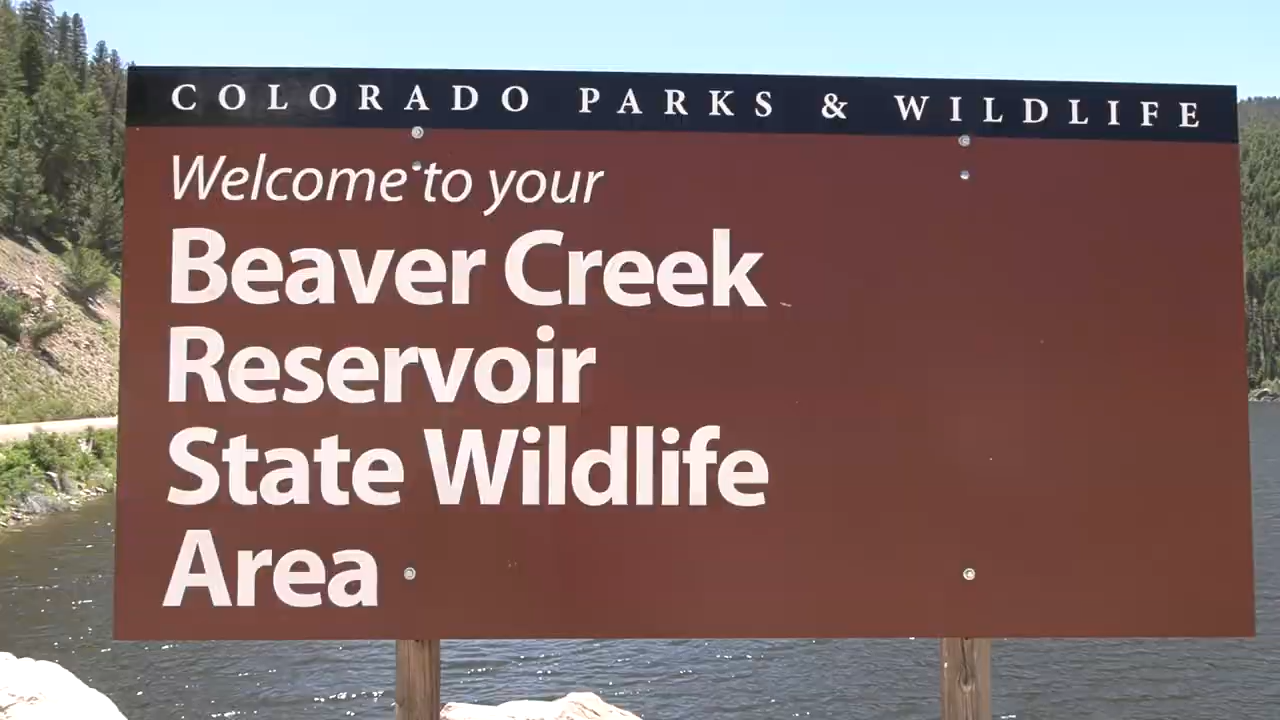 COLORADO PARKS & WILDLIFE
Welcome to your
Beaver Creek
Reservoir
State Wildlife
Area